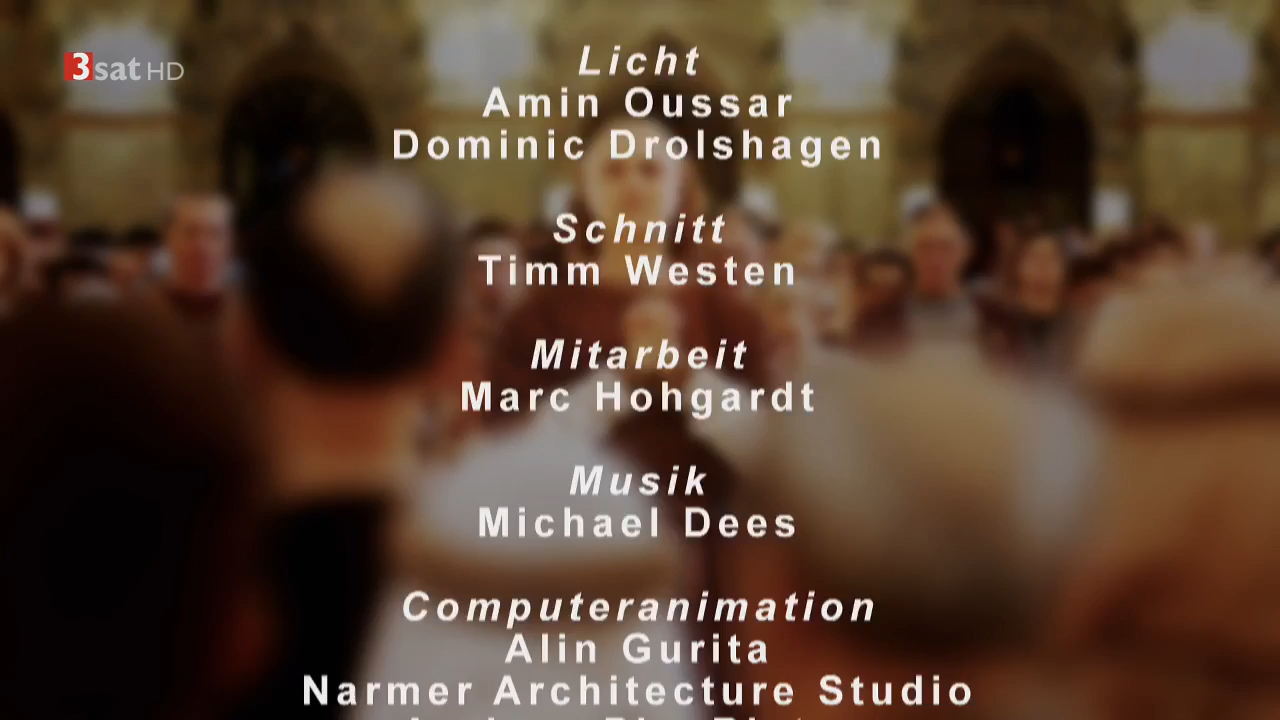 3sat HD
Licht
Amin Oussar
Dominic Drolshagen
Schnitt
Timm Westen
Mitarbeit
Marc Hohgardt
Musik
Michael Dees
Computeranimation
Alin Gurita
Narmer Architecture Studio